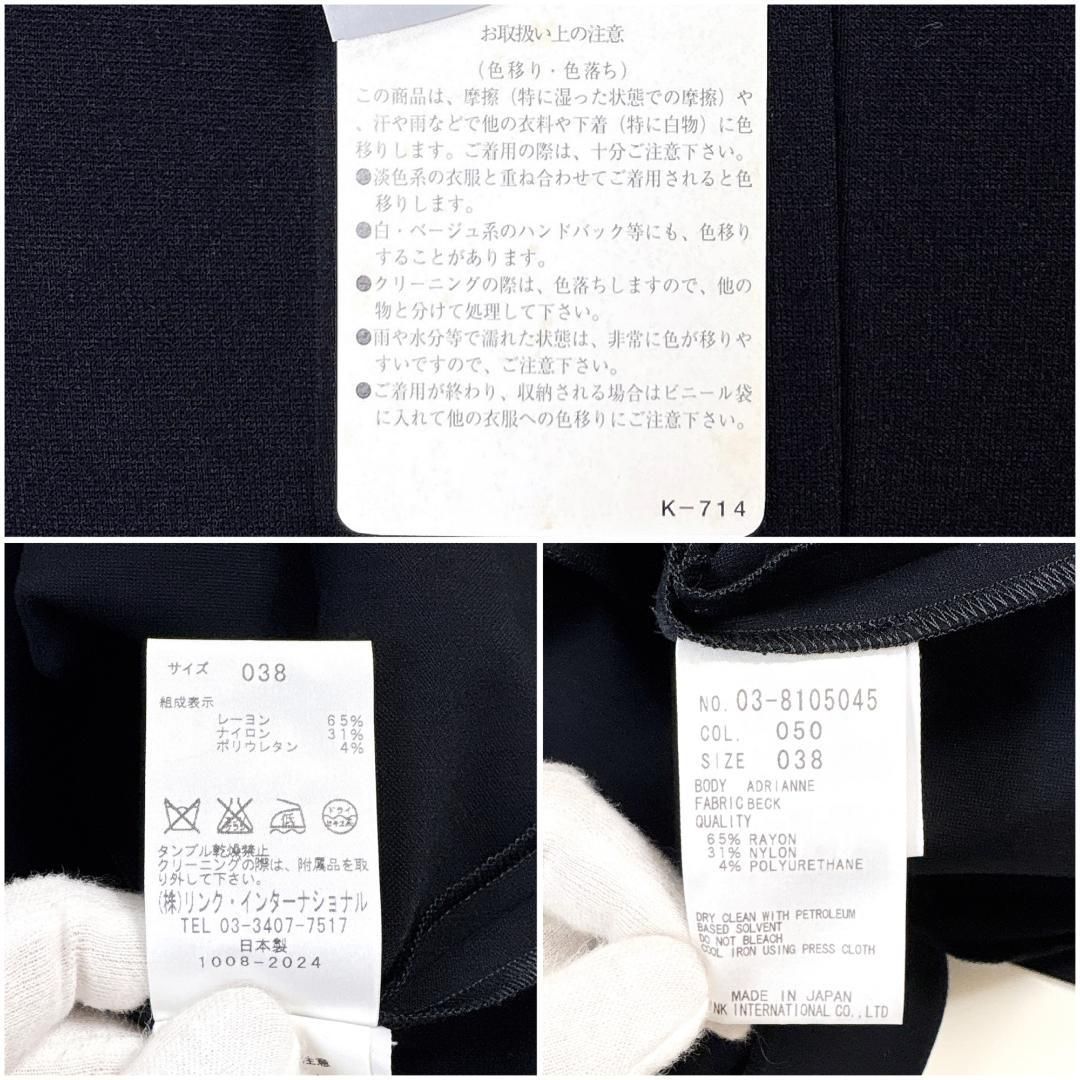 お取扱い上の注意
（色移り・色落ち）
この商品は、摩擦（特に湿った状態での摩擦）や
、汗や雨などで他の衣料や下着（特に白物）に色
移りします。ご着用の際は、十分ご注意下さい。
●淡色系の衣服と重ね合わせてご着用されると色
移りします。
●白・ベージュ系のハンドバック等にも、色移り
することがあります。
●クリーニングの際は、色落ちしますので、他の
物と分けて処理して下さい。
●雨や水分等で濡れた状態は、非常に色が移りや
すいですので、ご注意下さい。
●ご着用が終わり、収納される場合はビニール袋
に入れて他の衣服への色移りにご注意下さい。
K-714
サイズ 038
組成表示
レーヨン 65%
ナイロン 31%
ポリウレタン 4%
低 ドライ セキユ系
タンブル乾燥禁止
クリーニングの際は、附属品を取
り外して下さい。
(株)リンク・インターナショナル
TEL 03-3407-7517
日本製
1008-2024
注意
NO. 03-8105045
COL. 050
SIZE 038
BODY ADRIANNE
FABRIC BECK
QUALITY
65% RAYON
31% NYLON
4% POLYURETHANE
DRY CLEAN WITH PETROLEUM
BASED SOLVENT
DO NOT BLEACH
COOL IRON USING PRESS CLOTH
MADE IN JAPAN
INK INTERNATIONAL CO.,LTD